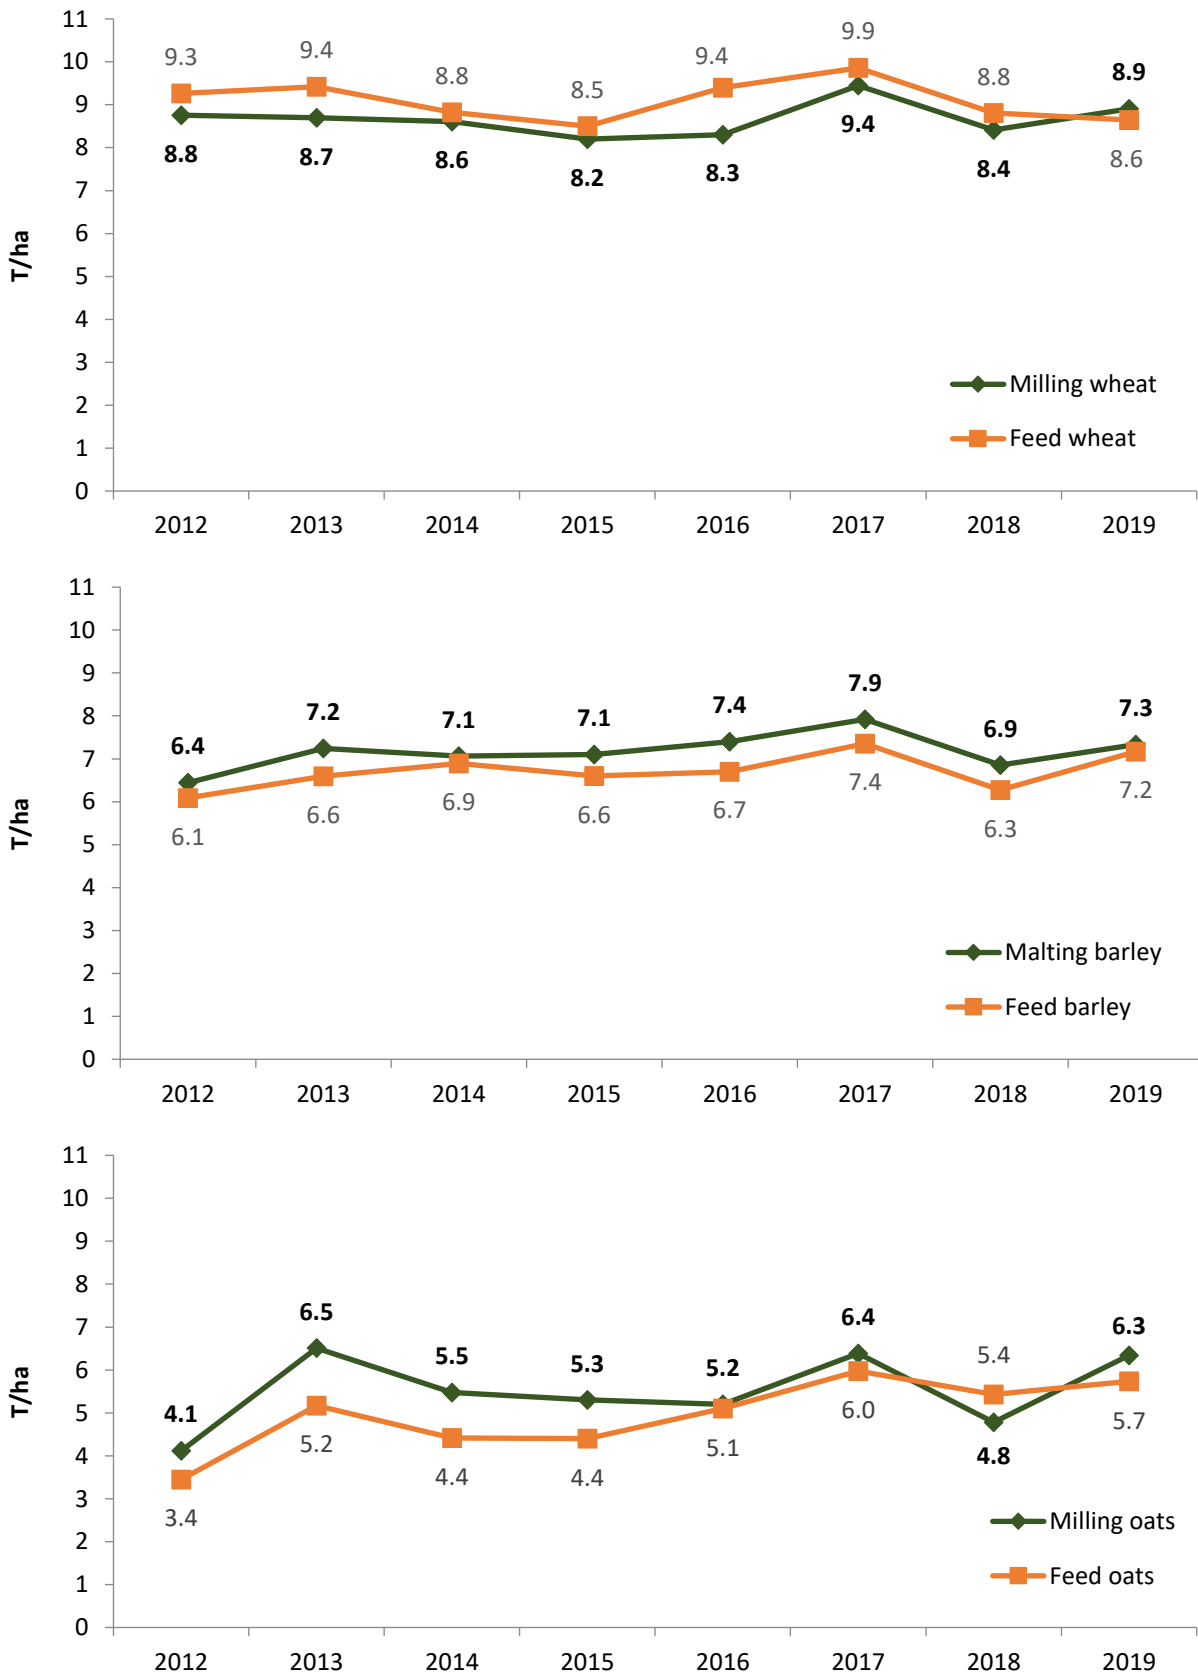 11
10
9
8
7
6
5
4
3
2
1
0
T/ha
9.3 9.4 8.8 8.5 9.4 9.9 8.8 8.9
8.8 8.7 8.6 8.2 8.3 9.4 8.4 8.6
Milling wheat
Feed wheat
2012 2013 2014 2015 2016 2017 2018 2019
11
10
9
8
7
6
5
4
3
2
1
0
T/ha
6.4 7.2 7.1 7.1 7.4 7.9 6.9 7.3
6.1 6.6 6.9 6.6 6.7 7.4 6.3 7.2
Malting barley
Feed barley
2012 2013 2014 2015 2016 2017 2018 2019
11
10
9
8
7
6
5
4
3
2
1
0
T/ha
4.1 6.5 5.5 5.3 5.2 6.4 5.4 6.3
3.4 5.2 4.4 4.4 5.1 6.0 4.8 5.7
Milling oats
Feed oats
2012 2013 2014 2015 2016 2017 2018 2019